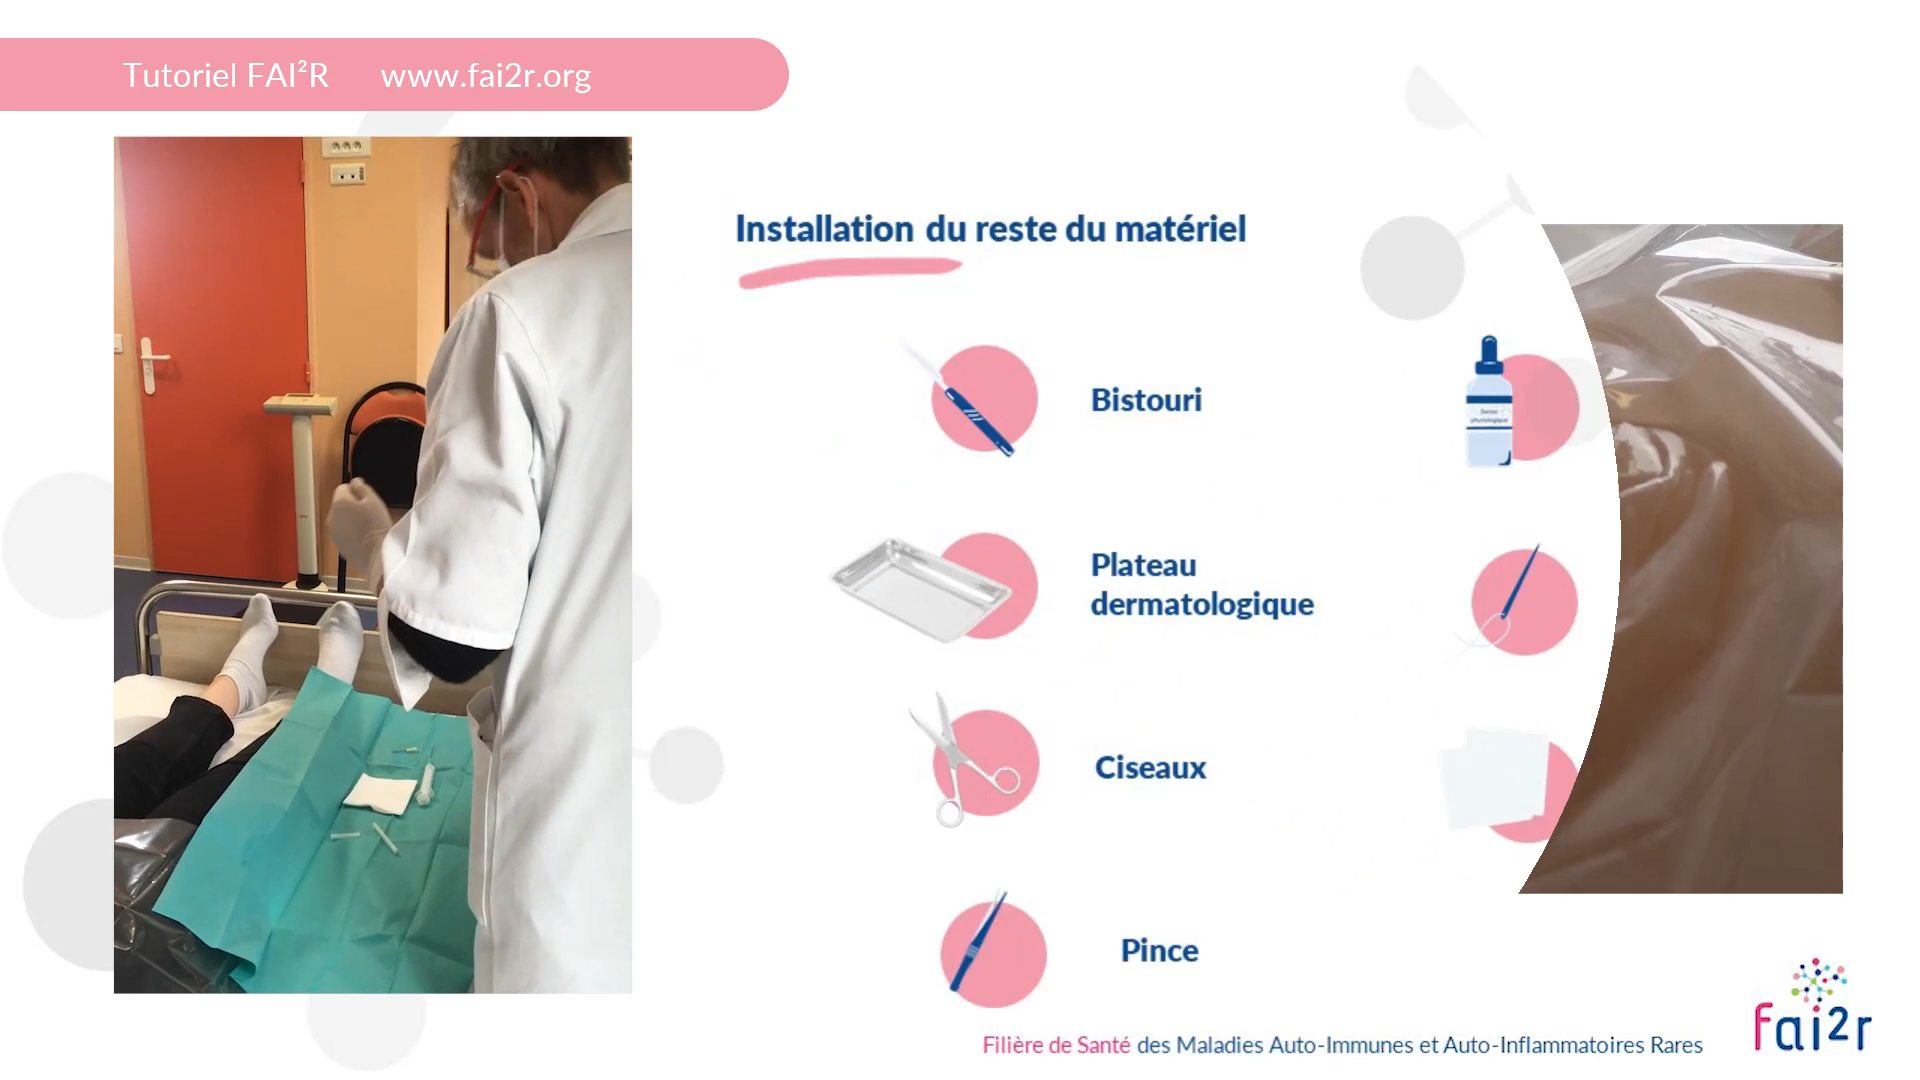 Tutoriel FAI²R www.fai2r.org
Installation du reste du matériel
Bistouri
Plateau
dermatologique
Ciseaux
Pince
Filière de Santé des Maladies Auto-Immunes et Auto-Inflammatoires Rares
fai2r